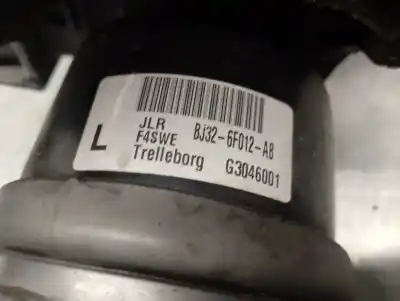 JLR BJ32-6F012-AB
L F4SWE
Trelleborg G3046001